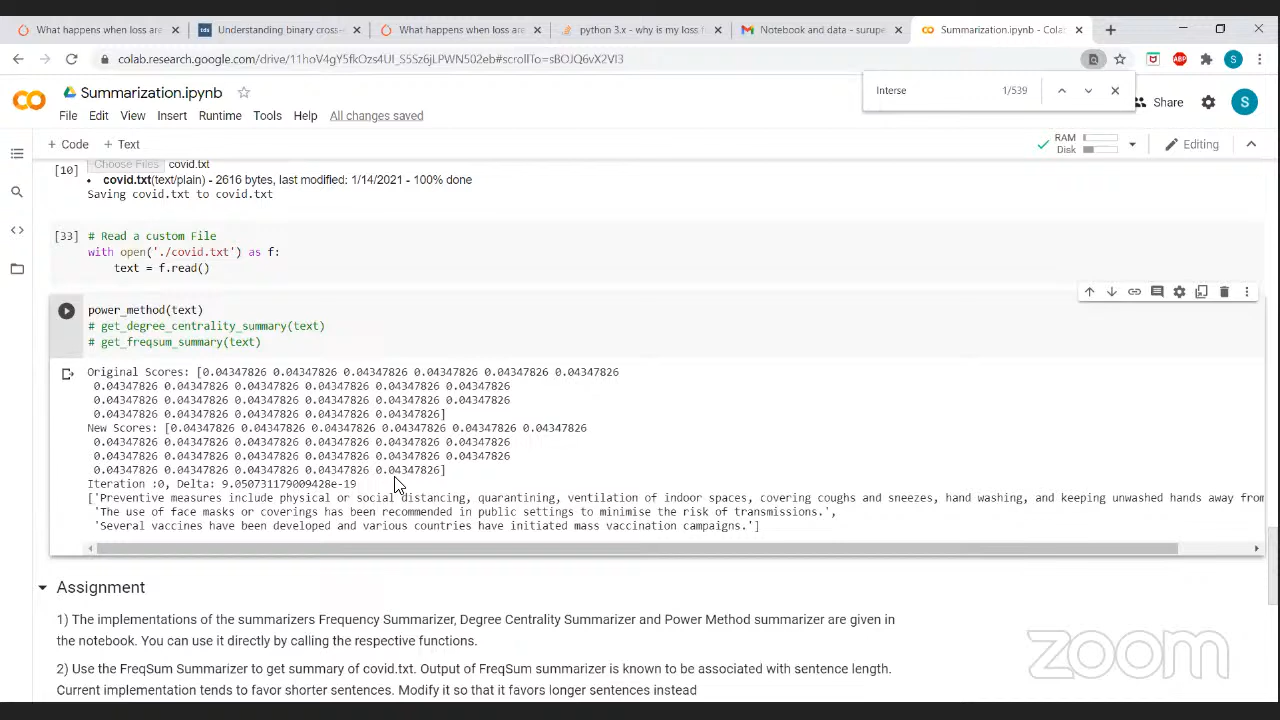 What happens when loss are
Understanding binary cross-
What happens when loss are
python 3.x - why is my loss f
Notebook and data - surupe
Summarization.ipynb - Cola
Summarization.ipynb
Interse
1/539
Share
S
File Edit View Insert Runtime Tools Help All changes saved
+ Code + Text
RAM
Disk
Editing
[10]
Choose Files covid.txt
• covid.txt(text/plain) - 2616 bytes, last modified: 1/14/2021 - 100% done
Saving covid.txt to covid.txt
[33]
# Read a custom File
with open('./covid.txt') as f:
text = f.read()
power_method(text)
# get_degree_centrality_summary(text)
# get_freqsum_summary(text)
Original Scores: [0.04347826 0.04347826 0.04347826 0.04347826 0.04347826 0.04347826
0.04347826 0.04347826 0.04347826 0.04347826 0.04347826 0.04347826
0.04347826 0.04347826 0.04347826 0.04347826 0.04347826 0.04347826
0.04347826 0.04347826 0.04347826 0.04347826 0.04347826]
New Scores: [0.04347826 0.04347826 0.04347826 0.04347826 0.04347826 0.04347826
0.04347826 0.04347826 0.04347826 0.04347826 0.04347826 0.04347826
0.04347826 0.04347826 0.04347826 0.04347826 0.04347826 0.04347826
0.04347826 0.04347826 0.04347826 0.04347826 0.04347826]
Iteration :0, Delta: 9.050731179009428e-19
['Preventive measures include physical or social distancing, quarantining, ventilation of indoor spaces, covering coughs and sneezes, hand washing, and keeping unwashed hands away from
'The use of face masks or coverings has been recommended in public settings to minimise the risk of transmissions.',
'Several vaccines have been developed and various countries have initiated mass vaccination campaigns.']
Assignment
1) The implementations of the summarizers Frequency Summarizer, Degree Centrality Summarizer and Power Method summarizer are given in
the notebook. You can use it directly by calling the respective functions.
2) Use the FreqSum Summarizer to get summary of covid.txt. Output of FreqSum summarizer is known to be associated with sentence length.
Current implementation tends to favor shorter sentences. Modify it so that it favors longer sentences instead
zoom